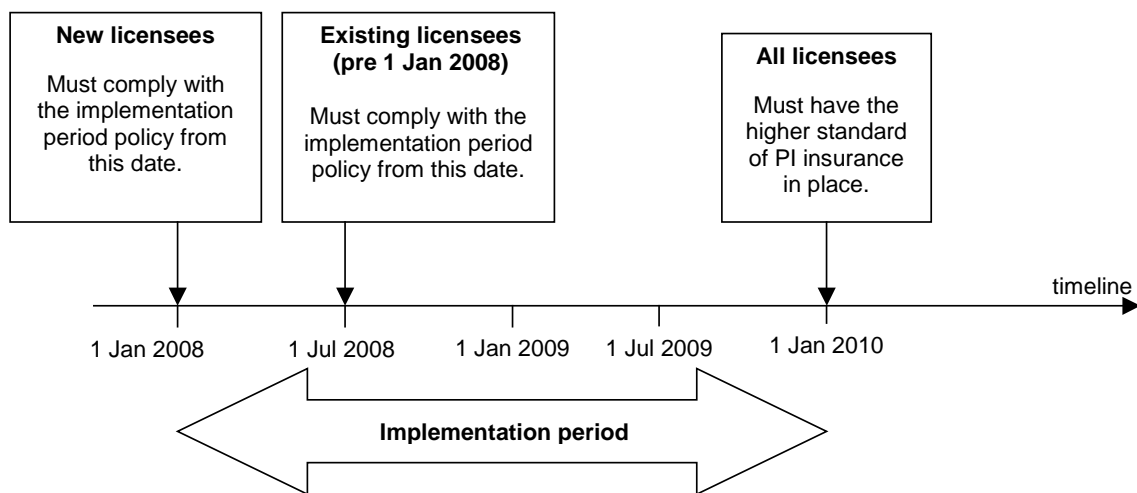 New licensees
Must comply with
the implementation
period policy from
this date.
Existing licensees
(pre 1 Jan 2008)
Must comply with the
implementation period
policy from this date.
All licensees
Must have the
higher standard
of PI insurance
in place.
timeline
1 Jan 2008
1 Jul 2008
1 Jan 2009
1 Jul 2009
1 Jan 2010
Implementation period